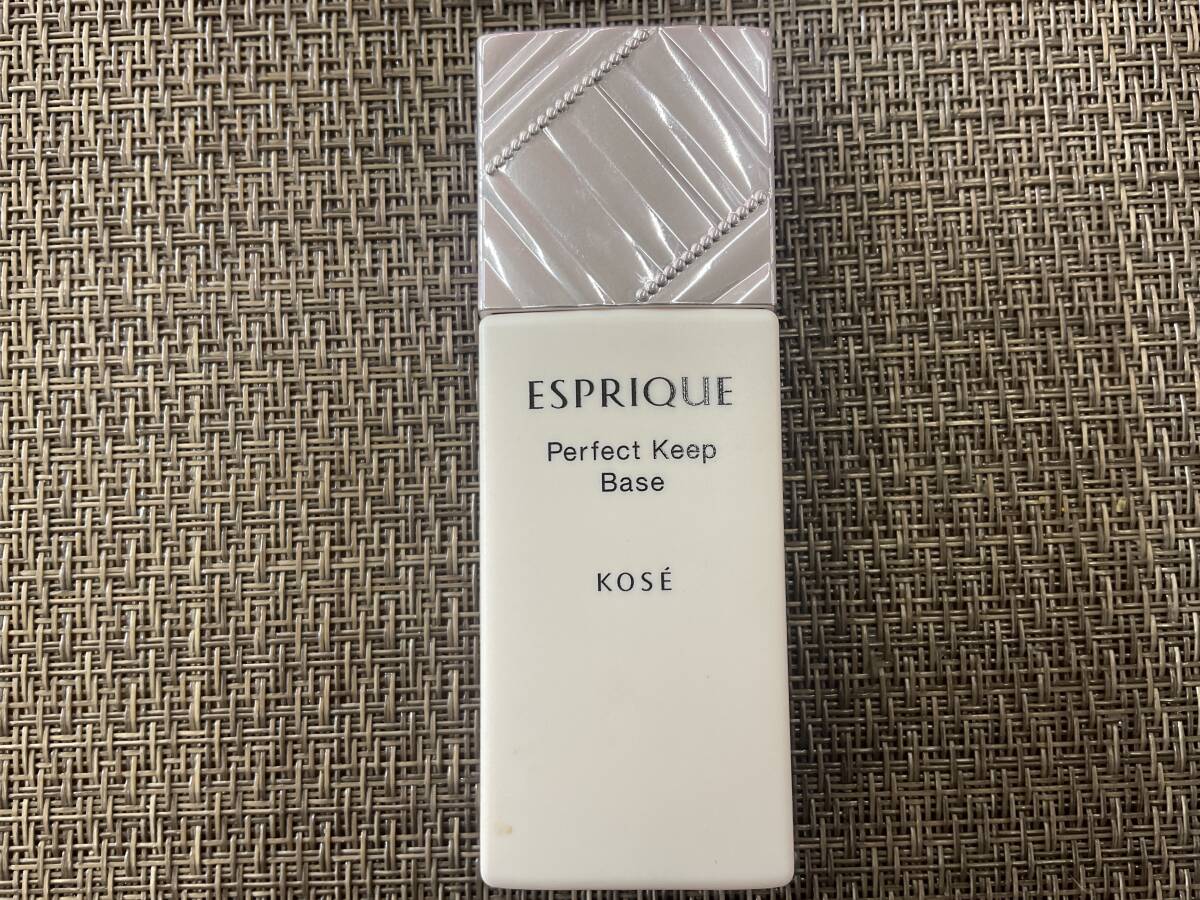 ESPRIQUE
Perfect Keep
Base
KOSÉ